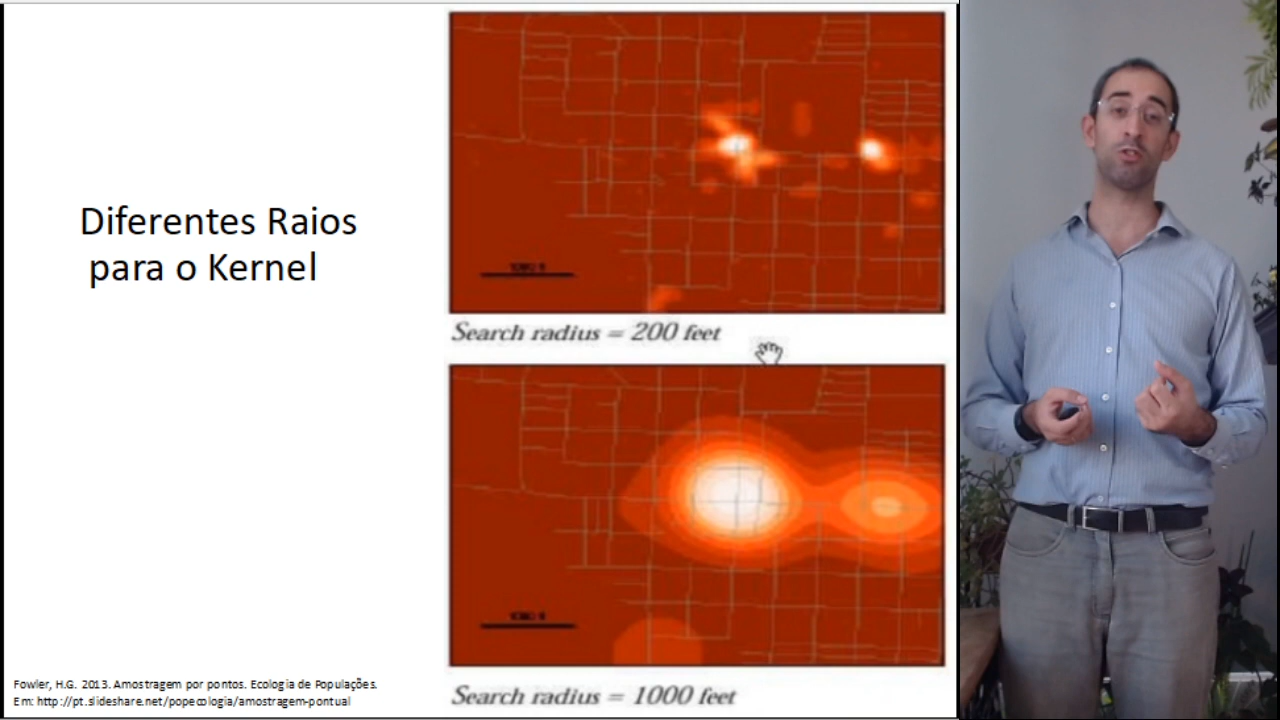 Diferentes Raios
para o Kernel
Search radius = 200 feet
Search radius = 1000 feet
Fowler, H.G. 2013. Amostragem por pontos. Ecologia de Populações.
Em: http://pt.slideshare.net/popecologia/amostragem-pontual